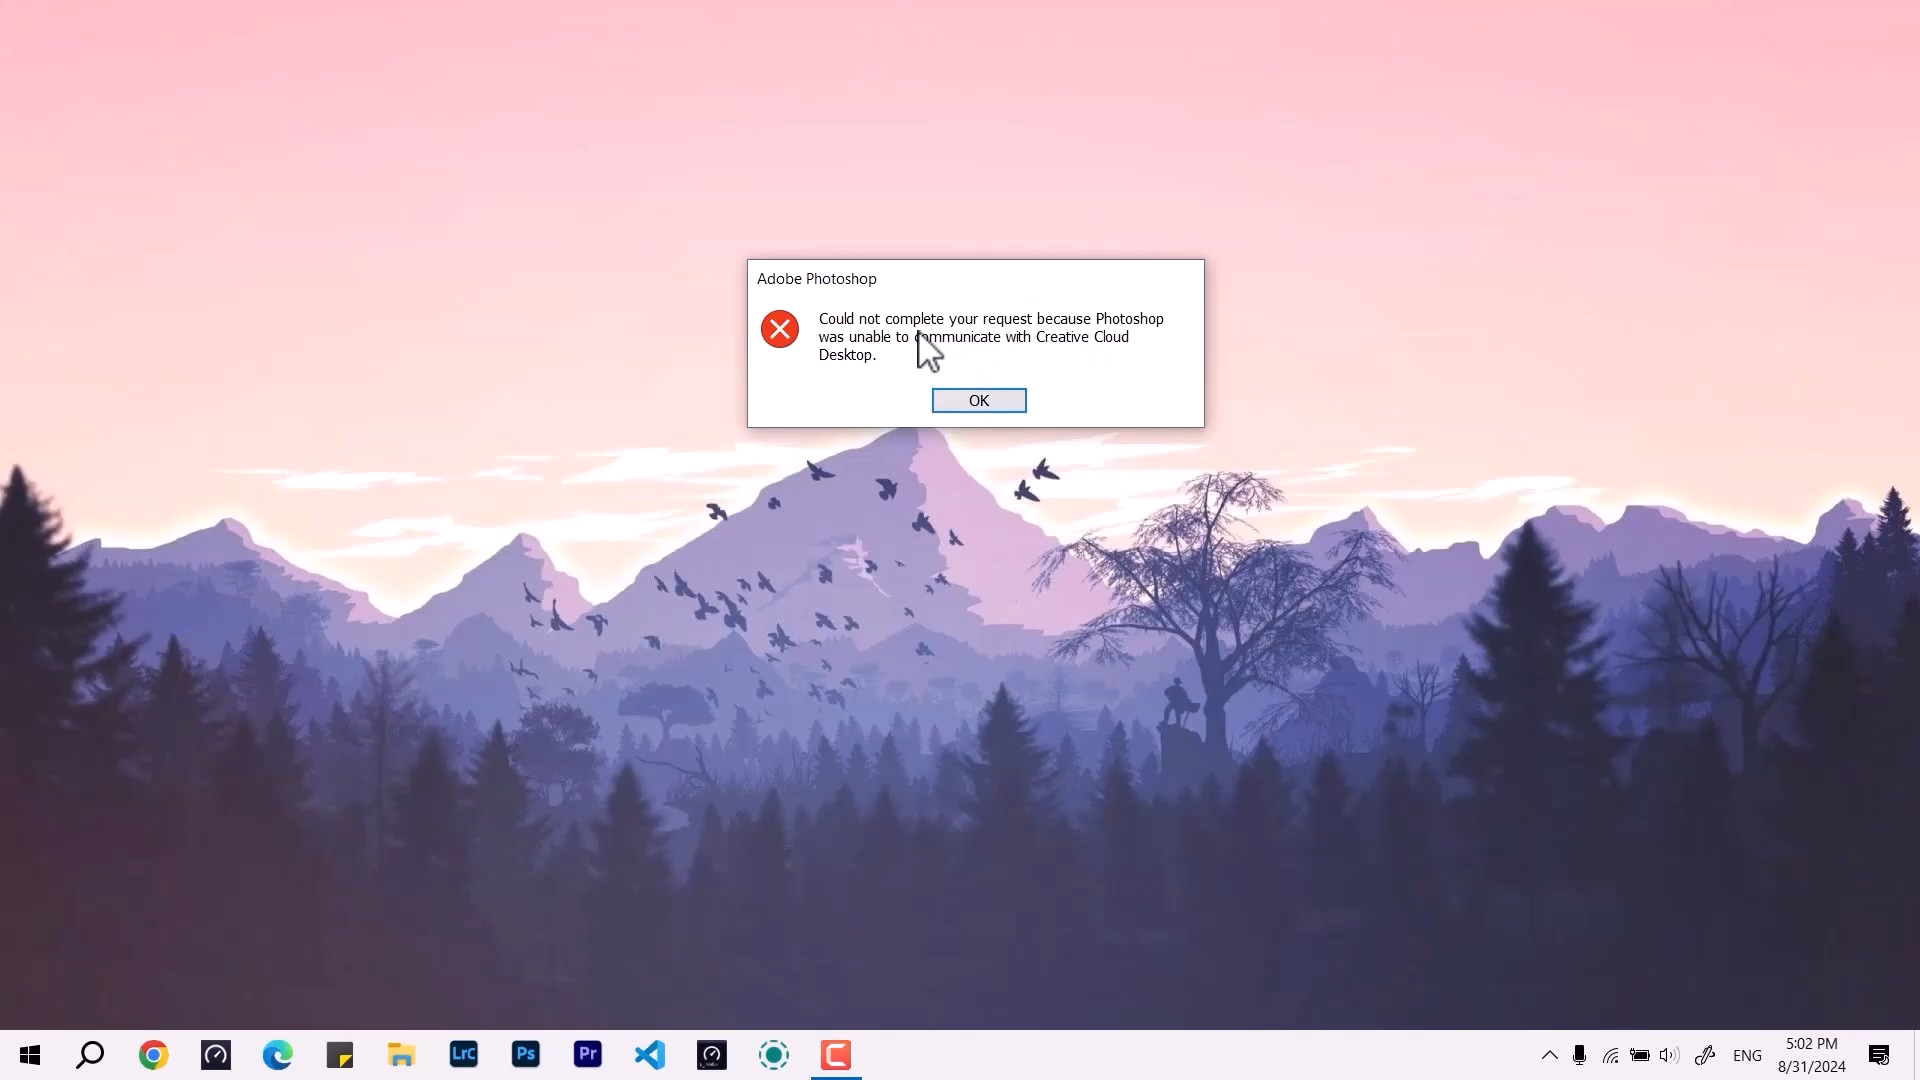 Adobe Photoshop
Could not complete your request because Photoshop
was unable to communicate with Creative Cloud
Desktop.
OK
LrC
Ps
Pr
ENG
5:02 PM
8/31/2024